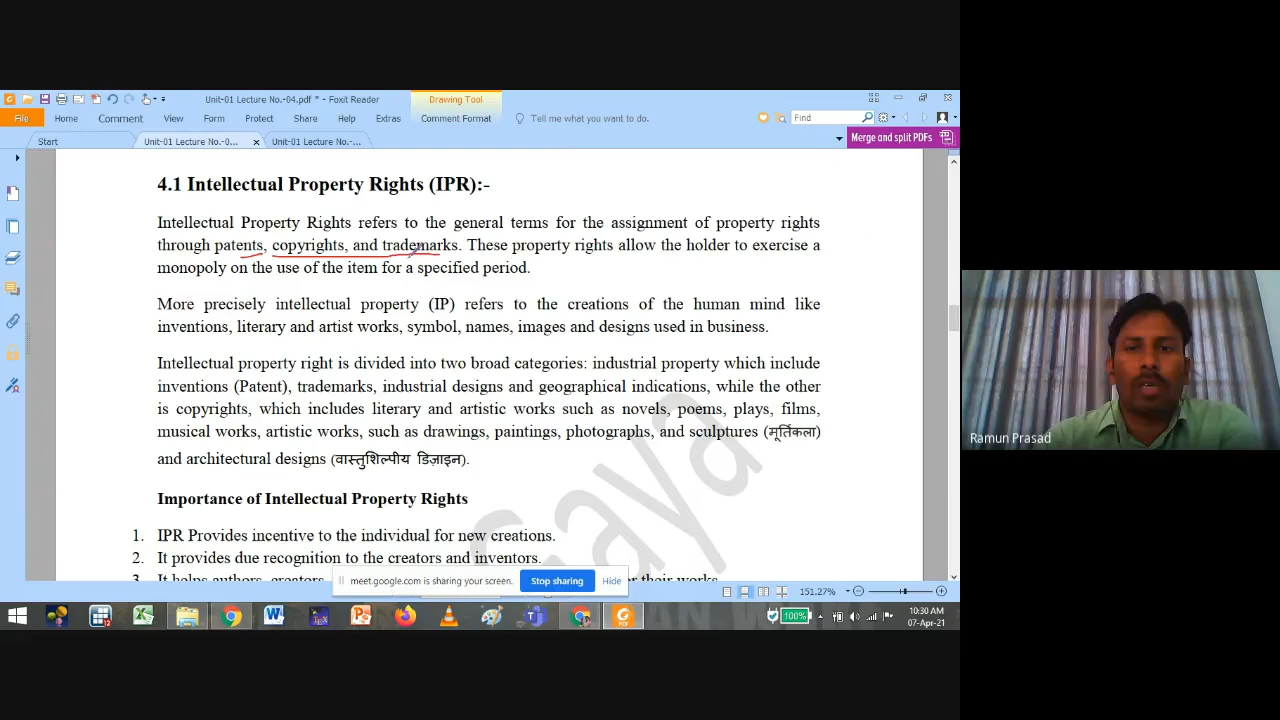 Unit-01 Lecture No.-04.pdf * - Foxit Reader
Drawing Tool
File Home Comment View Form Protect Share Help Extras Comment Format Tell me what you want to do. Find
Start Unit-01 Lecture No.-0... Unit-01 Lecture No.-... Merge and split PDFs
4.1 Intellectual Property Rights (IPR):-
Intellectual Property Rights refers to the general terms for the assignment of property rights
through patents, copyrights, and trademarks. These property rights allow the holder to exercise a
monopoly on the use of the item for a specified period.
More precisely intellectual property (IP) refers to the creations of the human mind like
inventions, literary and artist works, symbol, names, images and designs used in business.
Intellectual property right is divided into two broad categories: industrial property which include
inventions (Patent), trademarks, industrial designs and geographical indications, while the other
is copyrights, which includes literary and artistic works such as novels, poems, plays, films,
musical works, artistic works, such as drawings, paintings, photographs, and sculptures (मूर्तिकला)
and architectural designs (वास्तुशिल्पीय डिज़ाइन).
Importance of Intellectual Property Rights
1. IPR Provides incentive to the individual for new creations.
2. It provides due recognition to the creators and inventors.
3. It helps authors, creators, their works
Gaya
meet.google.com is sharing your screen. Stop sharing Hide
151.27%
100%
10:30 AM
07-Apr-21
Ramun Prasad